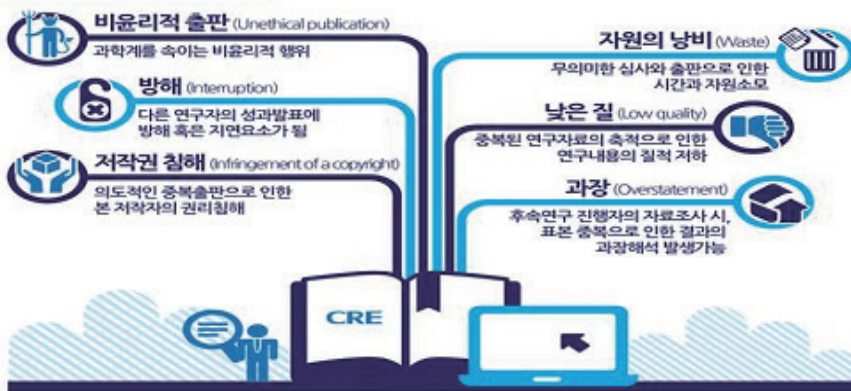 비윤리적 출판 (Unethical publication)
과학계를 속이는 비윤리적 행위
방해 (Interruption)
다른 연구자의 성과발표에
방해 혹은 지연요소가 됨
저작권 침해 (Infringement of a copyright)
의도적인 중복출판으로 인한
본 저작자의 권리침해
자원의 낭비 (Waste)
무의미한 심사와 출판으로 인한
시간과 자원소모
낮은 질 (Low quality)
중복된 연구자료의 축적으로 인한
연구내용의 질적 저하
과장 (Overstatement)
후속연구 진행자의 자료조사 시,
표본 중복으로 인한 결과의
과장해석 발생가능
CRE